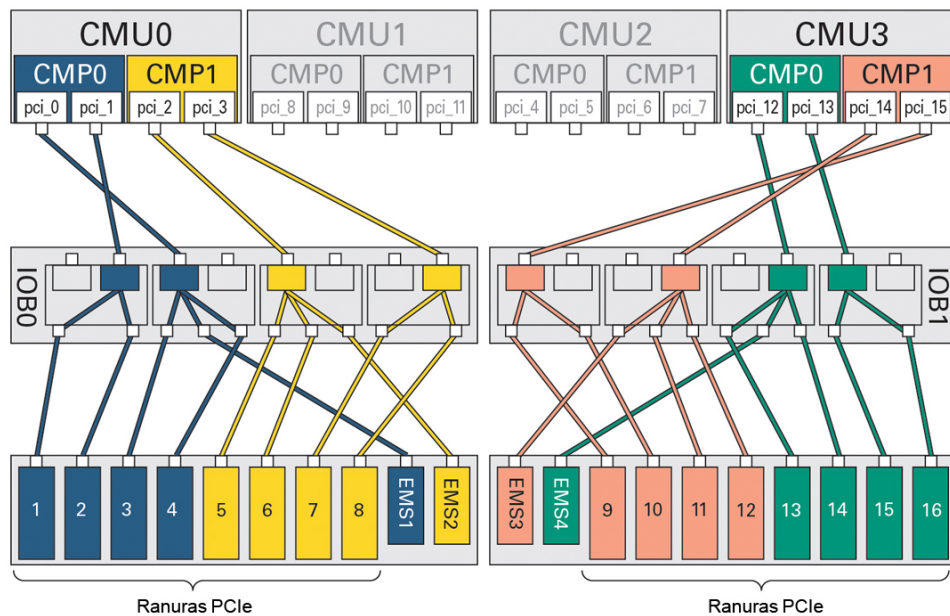 CMU0 CMU1 CMU2 CMU3
CMP0 CMP1 CMP0 CMP1 CMP0 CMP1 CMP0 CMP1
pci_0 pci_1 pci_2 pci_3 pci_8 pci_9 pci_10 pci_11 pci_4 pci_5 pci_6 pci_7 pci_12 pci_13 pci_14 pci_15
IOB0 IOB1
1 2 3 4 5 6 7 8 EMS1 EMS2 EMS3 EMS4 9 10 11 12 13 14 15 16
Ranuras PCIe Ranuras PCIe